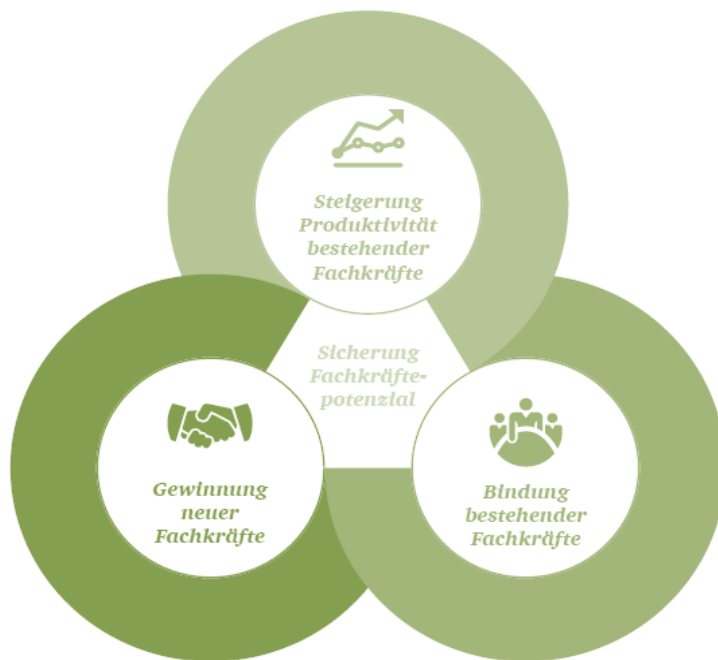 Steigerung
Produktivität
bestehender
Fachkräfte
Sicherung
Fachkräfte-
potenzial
Gewinnung
neuer
Fachkräfte
Bindung
bestehender
Fachkräfte